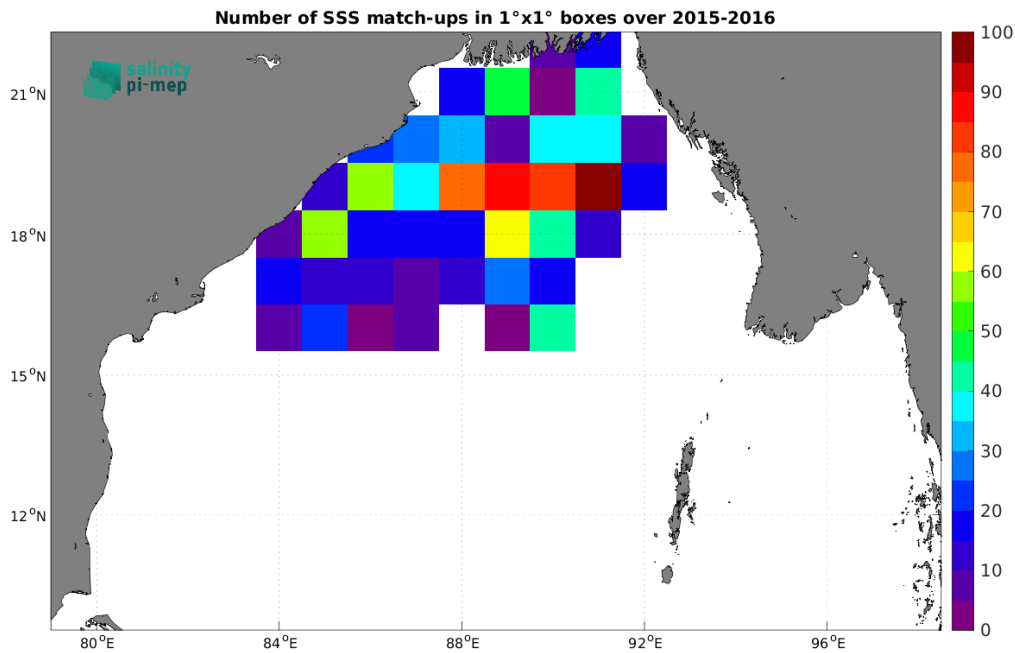 Number of SSS match-ups in 1°x1° boxes over 2015-2016
salinity
pi-mep
21°N
18°N
15°N
12°N
80°E 84°E 88°E 92°E 96°E
100
90
80
70
60
50
40
30
20
10
0